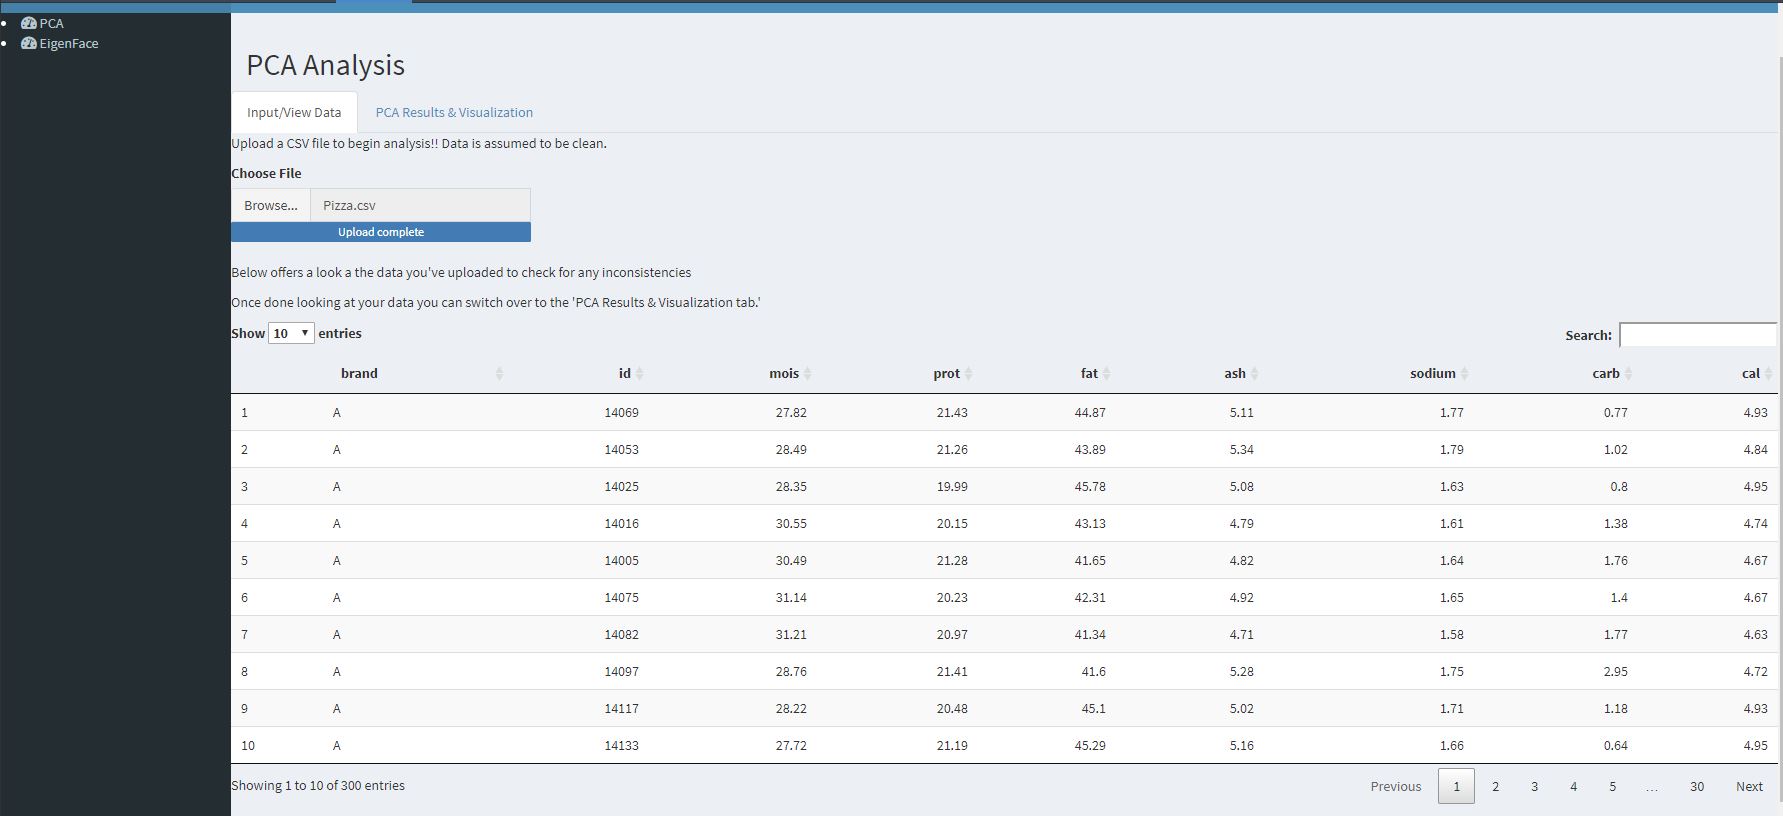 PCA
EigenFace
PCA Analysis
Input/View Data PCA Results & Visualization
Upload a CSV file to begin analysis!! Data is assumed to be clean.
Choose File
Browse... Pizza.csv
Upload complete
Below offers a look a the data you've uploaded to check for any inconsistencies
Once done looking at your data you can switch over to the 'PCA Results & Visualization tab.'
Show 10 entries Search:
brand id mois prot fat ash sodium carb cal
1 A 14069 27.82 21.43 44.87 5.11 1.77 0.77 4.93
2 A 14053 28.49 21.26 43.89 5.34 1.79 1.02 4.84
3 A 14025 28.35 19.99 45.78 5.08 1.63 0.8 4.95
4 A 14016 30.55 20.15 43.13 4.79 1.61 1.38 4.74
5 A 14005 30.49 21.28 41.65 4.82 1.64 1.76 4.67
6 A 14075 31.14 20.23 42.31 4.92 1.65 1.4 4.67
7 A 14082 31.21 20.97 41.34 4.71 1.58 1.77 4.63
8 A 14097 28.76 21.41 41.6 5.28 1.75 2.95 4.72
9 A 14117 28.22 20.48 45.1 5.02 1.71 1.18 4.93
10 A 14133 27.72 21.19 45.29 5.16 1.66 0.64 4.95
Showing 1 to 10 of 300 entries Previous 1 2 3 4 5 … 30 Next